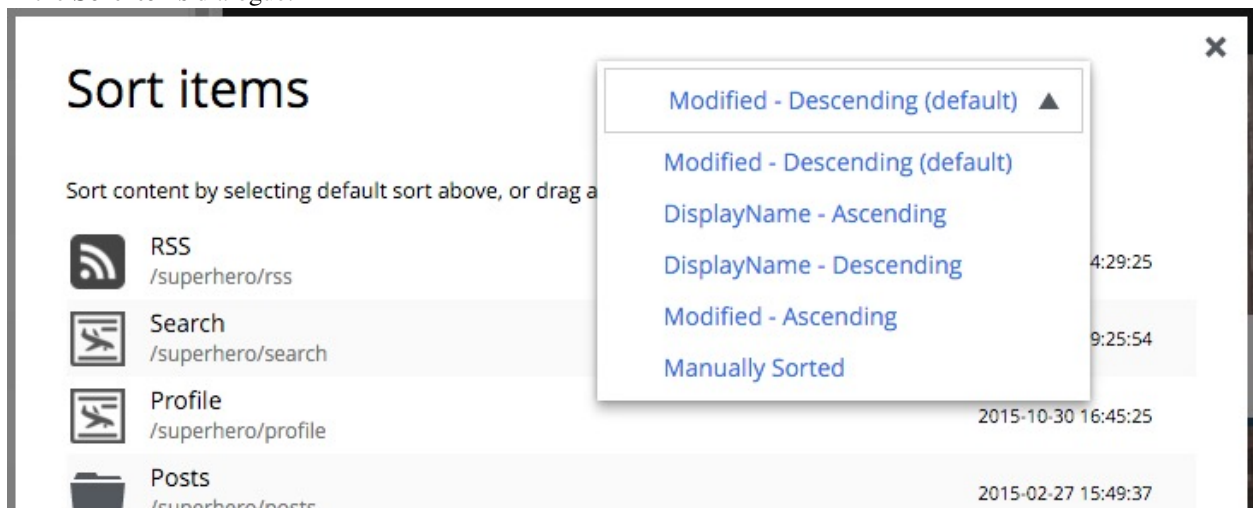 Sort items
Modified - Descending (default)
Modified - Descending (default)
DisplayName - Ascending
DisplayName - Descending
Modified - Ascending
Manually Sorted
Sort content by selecting default sort above, or drag a
RSS
/superhero/rss
4:29:25
Search
/superhero/search
9:25:54
Profile
/superhero/profile
2015-10-30 16:45:25
Posts
/superhero/posts
2015-02-27 15:49:37